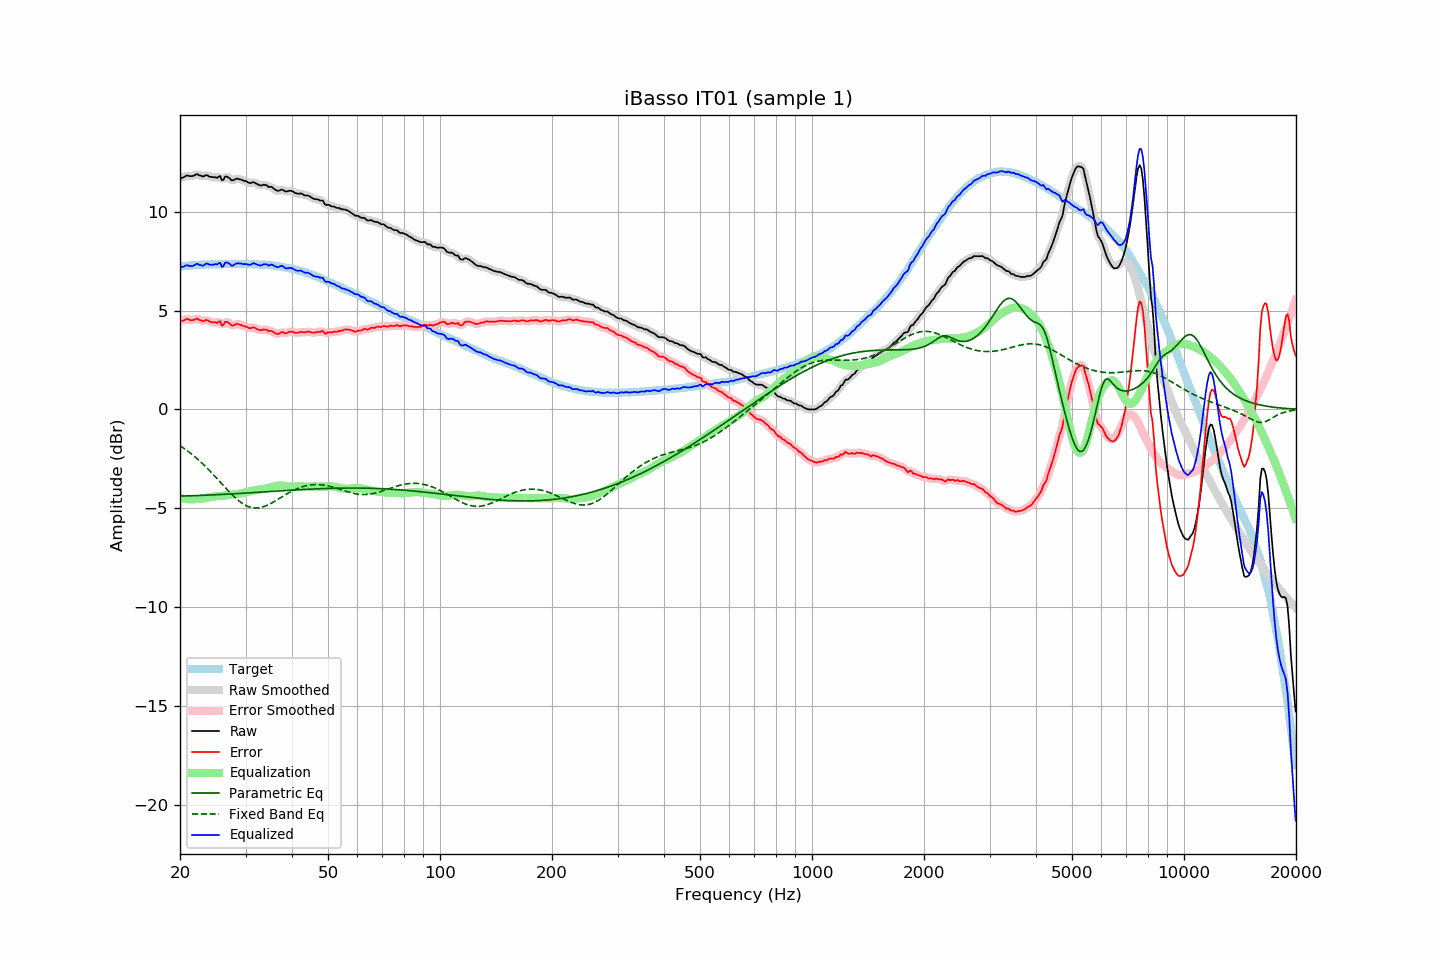 iBasso IT01 (sample 1)
Amplitude (dBr)
10
5
0
−5
−10
−15
−20
Target
Raw Smoothed
Error Smoothed
Raw
Error
Equalization
Parametric Eq
Fixed Band Eq
Equalized
20 50 100 200 500 1000 2000 5000 10000 20000
Frequency (Hz)